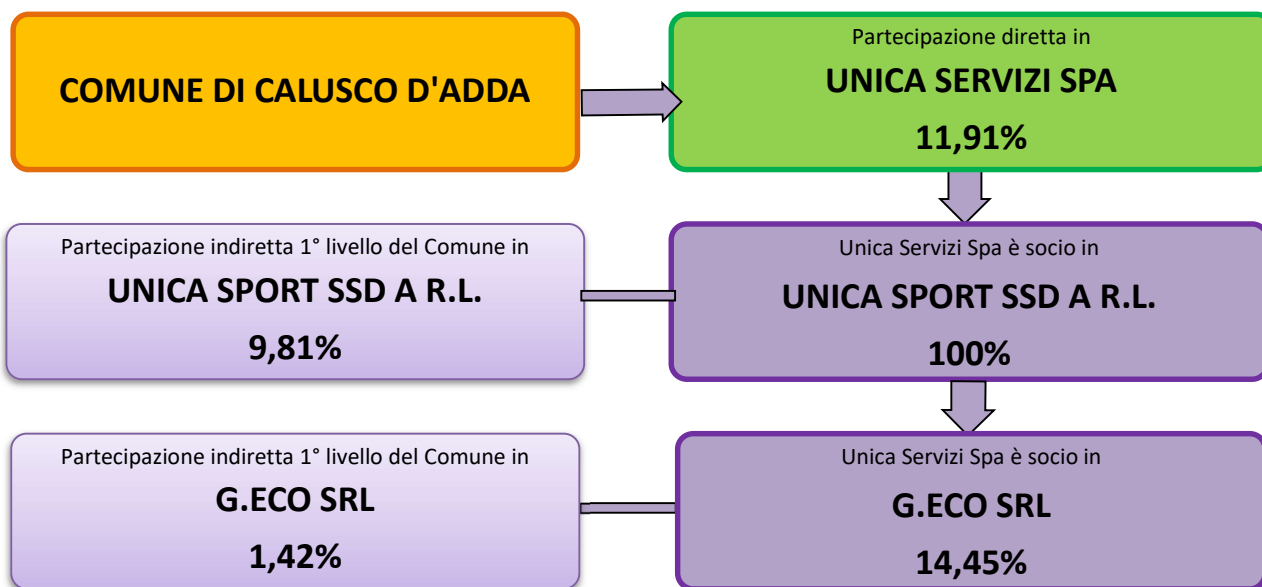 COMUNE DI CALUSCO D'ADDA
Partecipazione diretta in
UNICA SERVIZI SPA
11,91%
Partecipazione indiretta 1° livello del Comune in
UNICA SPORT SSD A R.L.
9,81%
Unica Servizi Spa è socio in
UNICA SPORT SSD A R.L.
100%
Partecipazione indiretta 1° livello del Comune in
G.ECO SRL
1,42%
Unica Servizi Spa è socio in
G.ECO SRL
14,45%